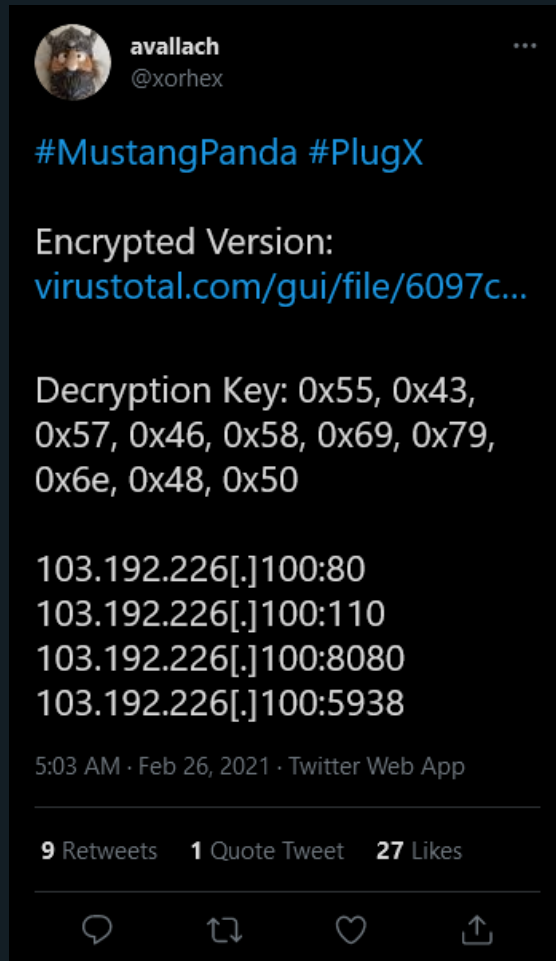 avallach
@xorhex
#MustangPanda #PlugX
Encrypted Version:
virustotal.com/gui/file/6097c...
Decryption Key: 0x55, 0x43,
0x57, 0x46, 0x58, 0x69, 0x79,
0x6e, 0x48, 0x50
103.192.226[.]100:80
103.192.226[.]100:110
103.192.226[.]100:8080
103.192.226[.]100:5938
5:03 AM · Feb 26, 2021 · Twitter Web App
9 Retweets 1 Quote Tweet 27 Likes